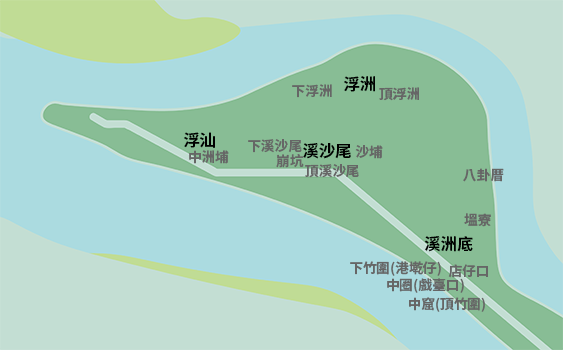 浮洲
下浮洲
頂浮洲
浮汕
中洲埔
下溪沙尾
溪沙尾
沙埔
崩坑
頂溪沙尾
八卦厝
塭寮
溪洲底
下竹圍(港墘仔)
店仔口
中圈(戲臺口)
中窟(頂竹圍)